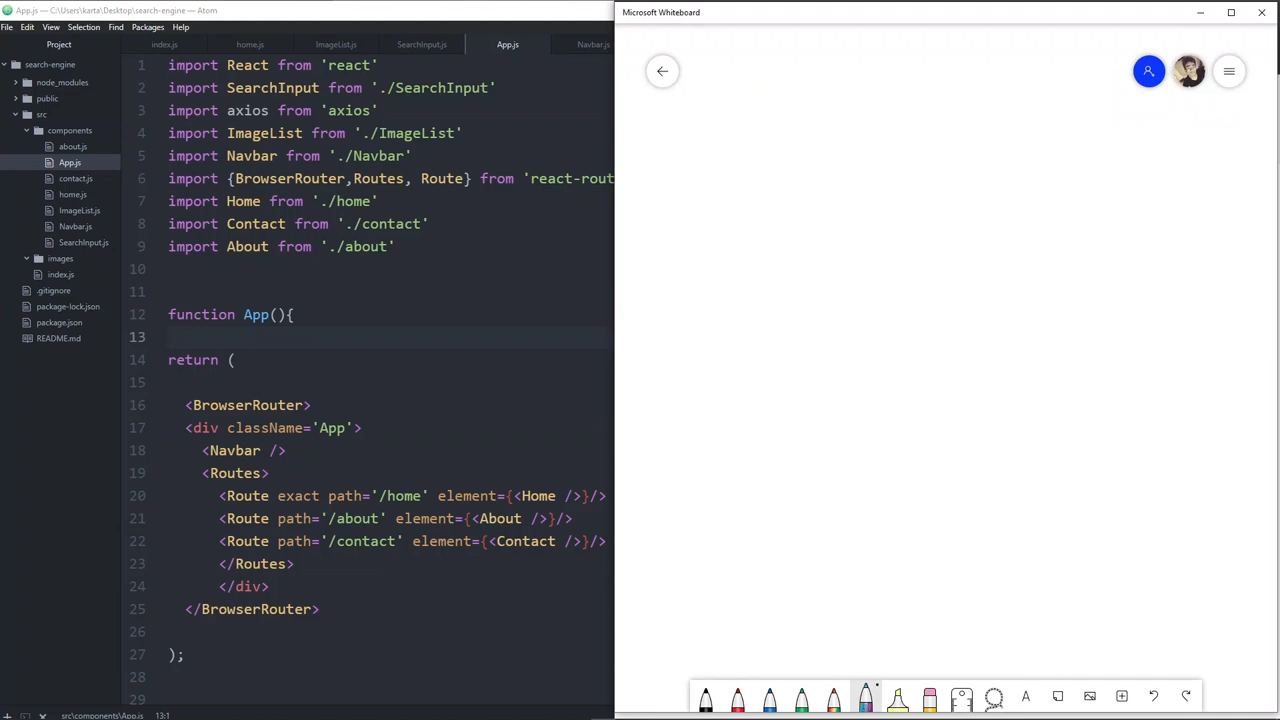 App.js — C:\Users\karta\Desktop\search-engine — Atom
File Edit View Selection Find Packages Help
Project
search-engine
node_modules
public
src
components
about.js
App.js
contact.js
home.js
ImageList.js
Navbar.js
SearchInput.js
images
index.js
.gitignore
package-lock.json
package.json
README.md
index.js home.js ImageList.js SearchInput.js App.js Navbar.js
1 import React from 'react'
2 import SearchInput from './SearchInput'
3 import axios from 'axios'
4 import ImageList from './ImageList'
5 import Navbar from './Navbar'
6 import {BrowserRouter,Routes, Route} from 'react-rout
7 import Home from './home'
8 import Contact from './contact'
9 import About from './about'
10
11
12 function App(){
13
14 return (
15
16 <BrowserRouter>
17 <div className='App'>
18 <Navbar />
19 <Routes>
20 <Route exact path='/home' element={<Home />}/>
21 <Route path='/about' element={<About />}/>
22 <Route path='/contact' element={<Contact />}/>
23 </Routes>
24 </div>
25 </BrowserRouter>
26
27 );
28
29
src\components\App.js 13:1
Microsoft Whiteboard
A